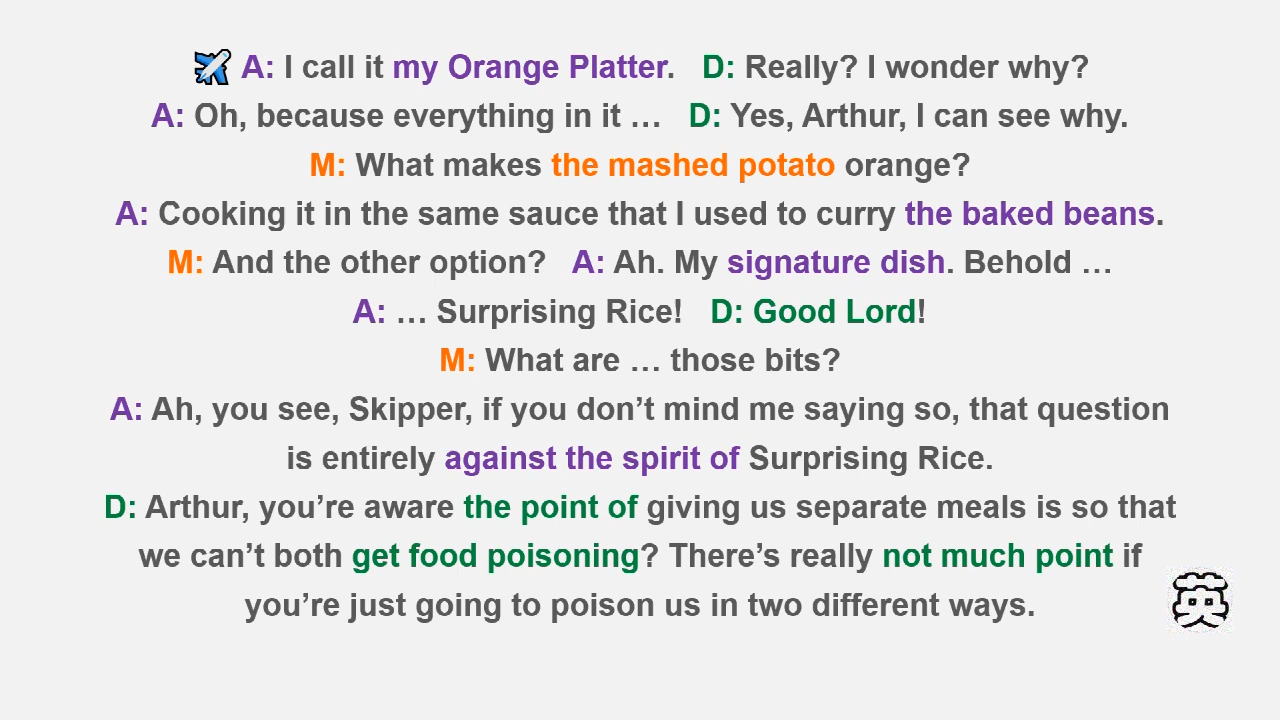 A: I call it my Orange Platter. D: Really? I wonder why?
A: Oh, because everything in it … D: Yes, Arthur, I can see why.
M: What makes the mashed potato orange?
A: Cooking it in the same sauce that I used to curry the baked beans.
M: And the other option? A: Ah. My signature dish. Behold …
A: … Surprising Rice! D: Good Lord!
M: What are … those bits?
A: Ah, you see, Skipper, if you don’t mind me saying so, that question
is entirely against the spirit of Surprising Rice.
D: Arthur, you’re aware the point of giving us separate meals is so that
we can’t both get food poisoning? There’s really not much point if
you’re just going to poison us in two different ways.
英